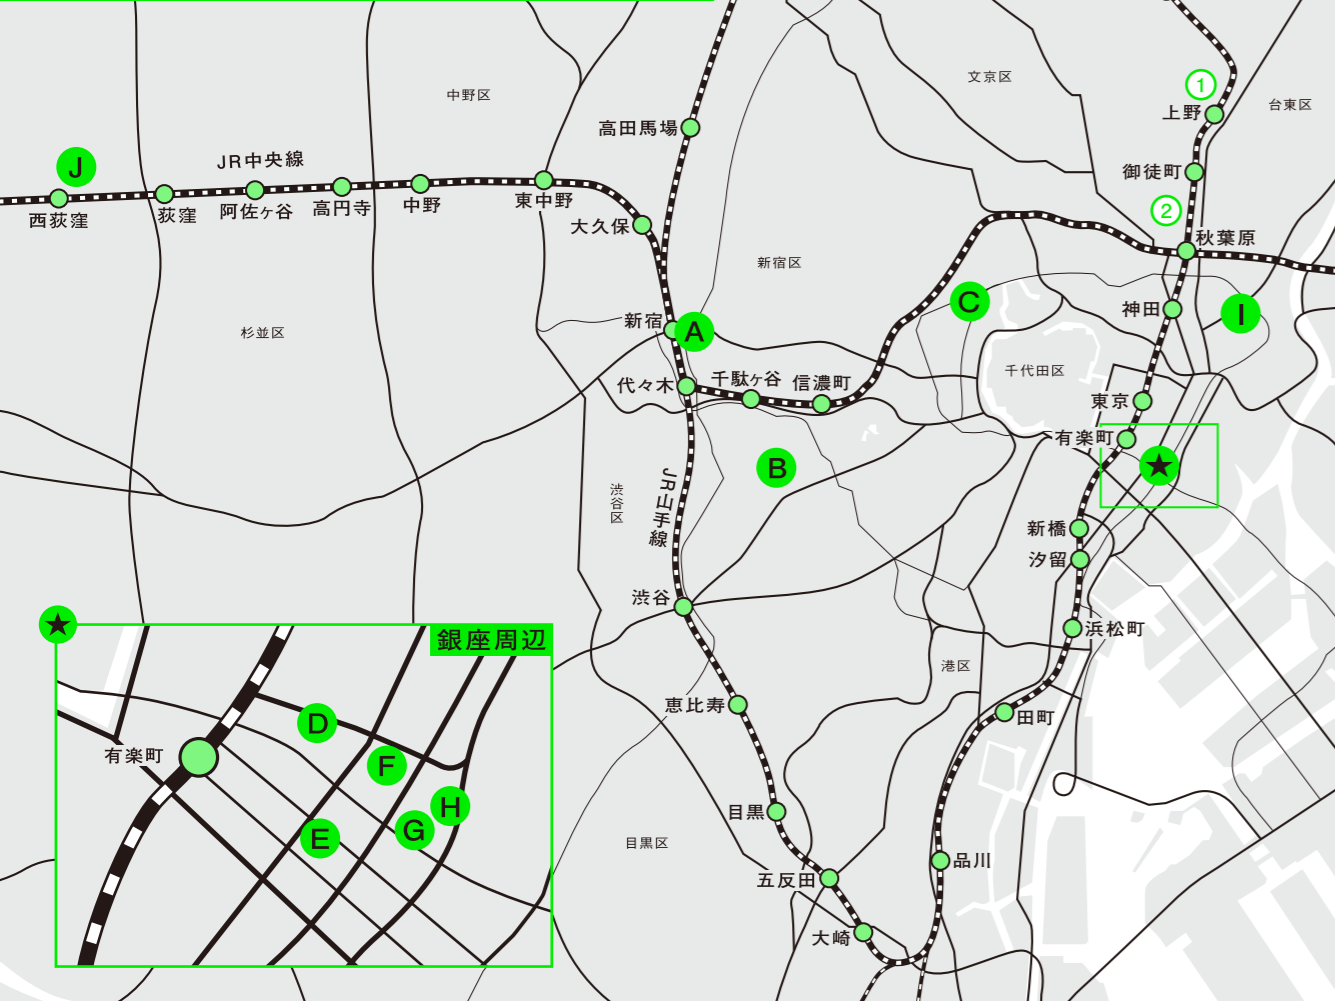 文京区
①
台東区
中野区
上野
高田馬場
J
JR中央線
御徒町
西荻窪
荻窪
阿佐ヶ谷
高円寺
中野
東中野
大久保
②
秋葉原
新宿区
C
神田
I
新宿
A
杉並区
千代田区
代々木
千駄ヶ谷
信濃町
東京
有楽町
★
B
渋谷区
JR山手線
新橋
汐留
渋谷
浜松町
★
銀座周辺
港区
恵比寿
田町
D
有楽町
F
H
G
E
目黒
目黒区
品川
五反田
大崎